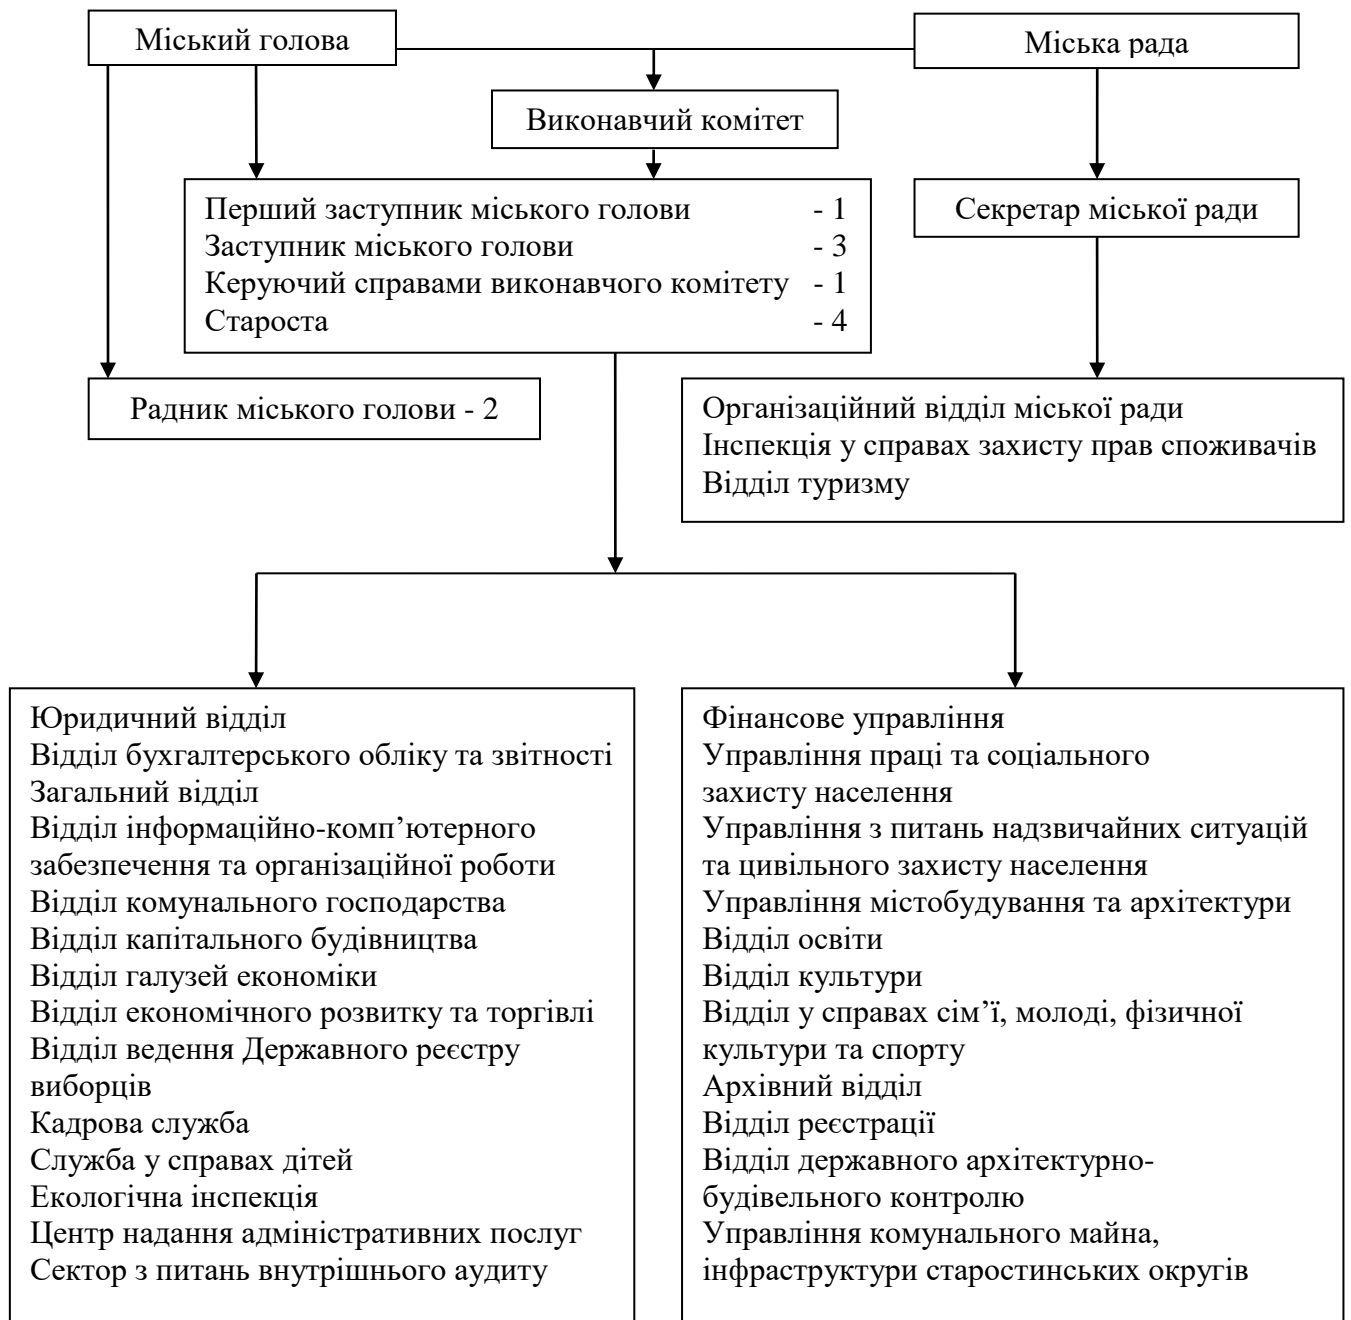 Міський голова
Міська рада
Виконавчий комітет
Перший заступник міського голови - 1
Заступник міського голови - 3
Керуючий справами виконавчого комітету - 1
Староста - 4
Секретар міської ради
Радник міського голови - 2
Організаційний відділ міської ради
Інспекція у справах захисту прав споживачів
Відділ туризму
Юридичний відділ
Відділ бухгалтерського обліку та звітності
Загальний відділ
Відділ інформаційно-комп’ютерного
забезпечення та організаційної роботи
Відділ комунального господарства
Відділ капітального будівництва
Відділ галузей економіки
Відділ економічного розвитку та торгівлі
Відділ ведення Державного реєстру
виборців
Кадрова служба
Служба у справах дітей
Екологічна інспекція
Центр надання адміністративних послуг
Сектор з питань внутрішнього аудиту
Фінансове управління
Управління праці та соціального
захисту населення
Управління з питань надзвичайних ситуацій
та цивільного захисту населення
Управління містобудування та архітектури
Відділ освіти
Відділ культури
Відділ у справах сім’ї, молоді, фізичної
культури та спорту
Архівний відділ
Відділ реєстрації
Відділ державного архітектурно-
будівельного контролю
Управління комунального майна,
інфраструктури старостинських округів